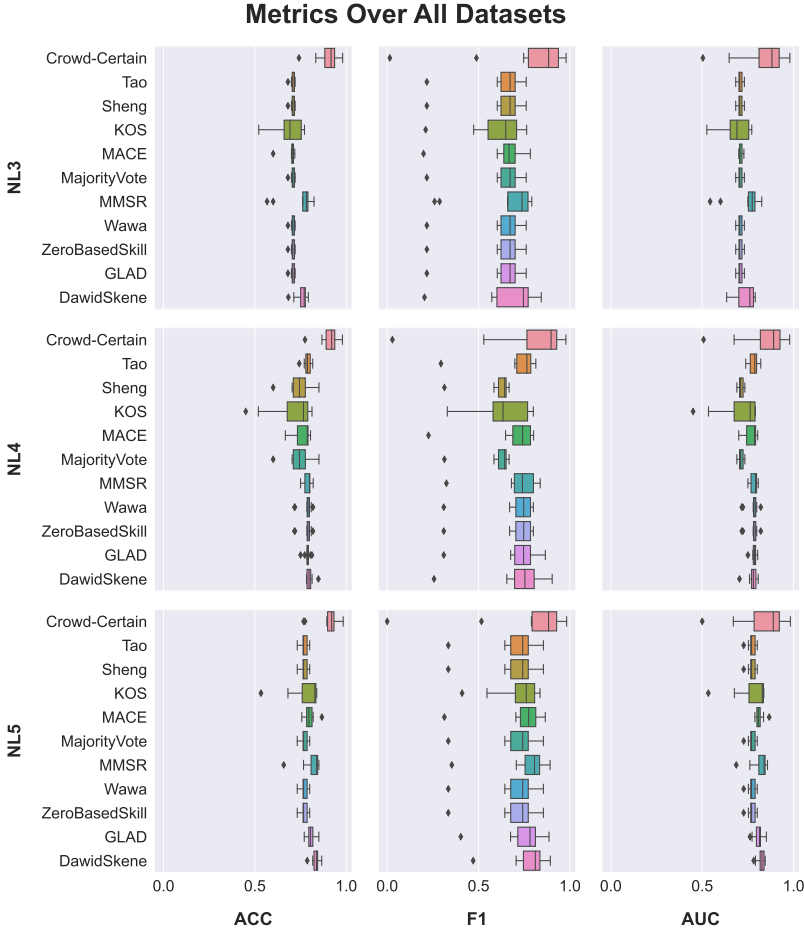 Metrics Over All Datasets
NL3
Crowd-Certain
Tao
Sheng
KOS
MACE
MajorityVote
MMSR
Wawa
ZeroBasedSkill
GLAD
DawidSkene
NL4
Crowd-Certain
Tao
Sheng
KOS
MACE
MajorityVote
MMSR
Wawa
ZeroBasedSkill
GLAD
DawidSkene
NL5
Crowd-Certain
Tao
Sheng
KOS
MACE
MajorityVote
MMSR
Wawa
ZeroBasedSkill
GLAD
DawidSkene
0.0 0.5 1.0 0.0 0.5 1.0 0.0 0.5 1.0
ACC F1 AUC